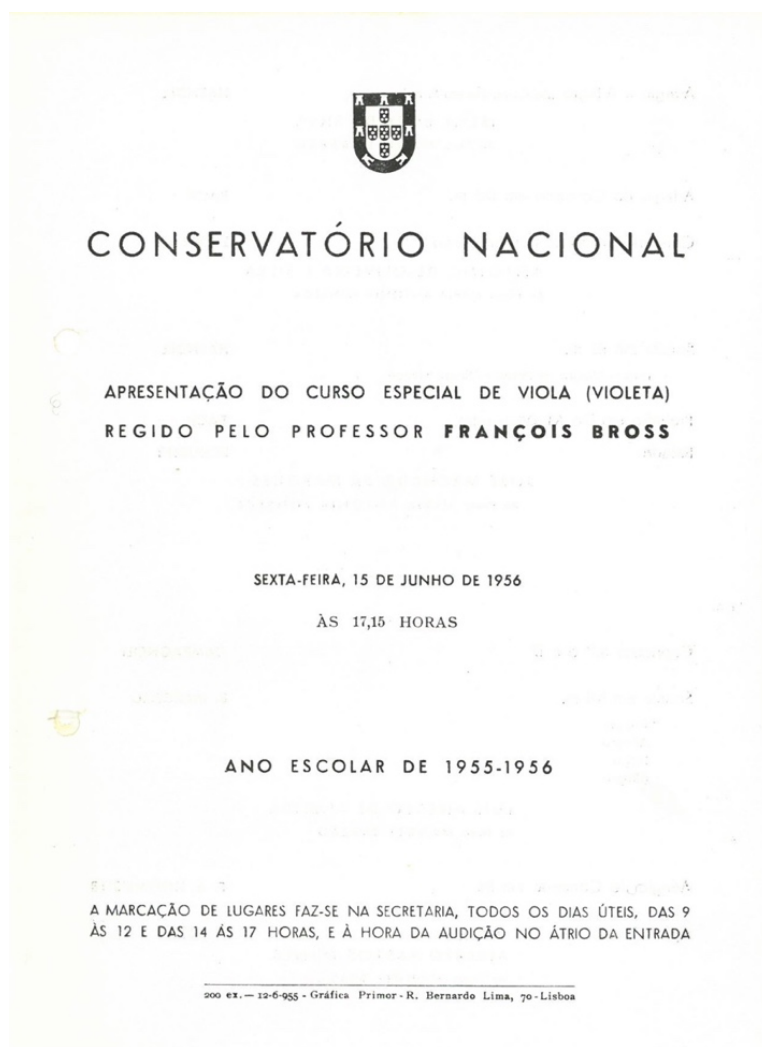 CONSERVATÓRIO NACIONAL
APRESENTAÇÃO DO CURSO ESPECIAL DE VIOLA (VIOLETA)
REGIDO PELO PROFESSOR FRANÇOIS BROSS
SEXTA-FEIRA, 15 DE JUNHO DE 1956
ÀS 17,15 HORAS
ANO ESCOLAR DE 1955-1956
A MARCAÇÃO DE LUGARES FAZ-SE NA SECRETARIA, TODOS OS DIAS ÚTEIS, DAS 9
ÀS 12 E DAS 14 ÁS 17 HORAS, E À HORA DA AUDIÇÃO NO ÁTRIO DA ENTRADA
200 ex. — 12-6-955 - Gráfica Primor - R. Bernardo Lima, 70 - Lisboa